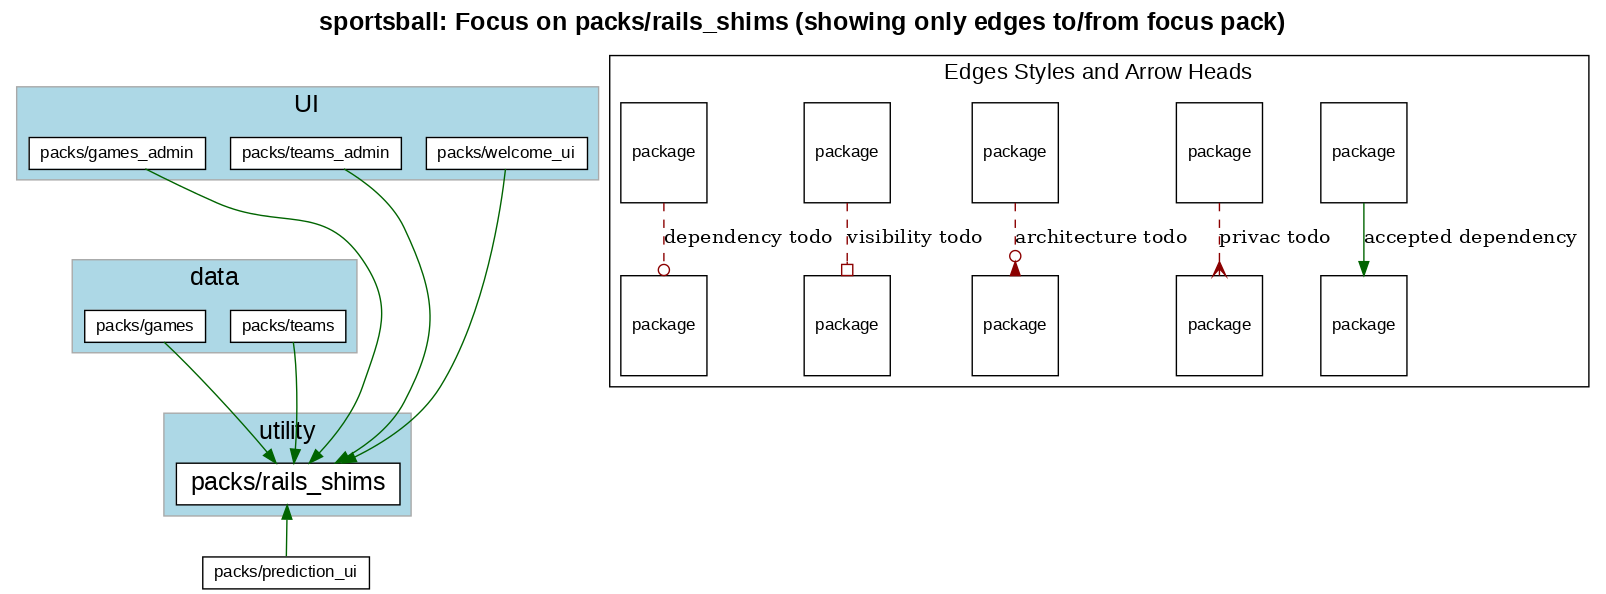 sportsball: Focus on packs/rails_shims (showing only edges to/from focus pack)
UI
packs/games_admin
packs/teams_admin
packs/welcome_ui
data
packs/games
packs/teams
utility
packs/rails_shims
packs/prediction_ui
Edges Styles and Arrow Heads
package
package
package
package
package
dependency todo
visibility todo
architecture todo
privac todo
accepted dependency
package
package
package
package
package